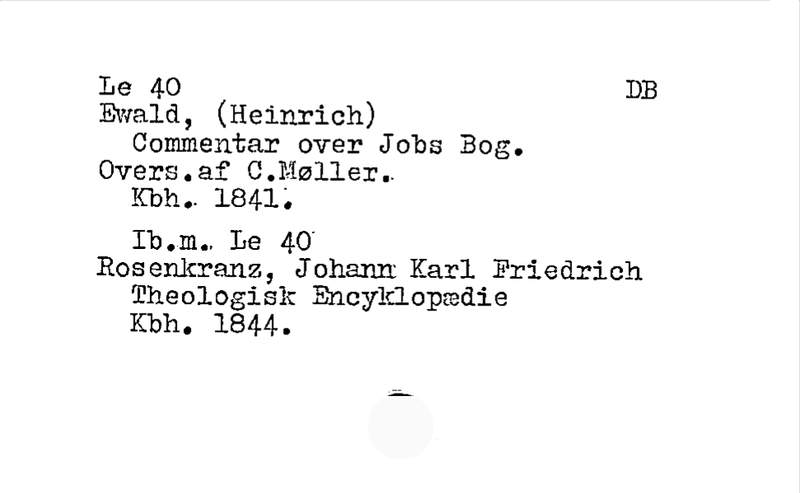 Le 40 DB
Ewald, (Heinrich)
Commentar over Jobs Bog.
Overs.af C.Møller.
Kbh. 1841.
Ib.m. Le 40
Rosenkranz, Johann Karl Friedrich
Theologisk Encyklopædie
Kbh. 1844.